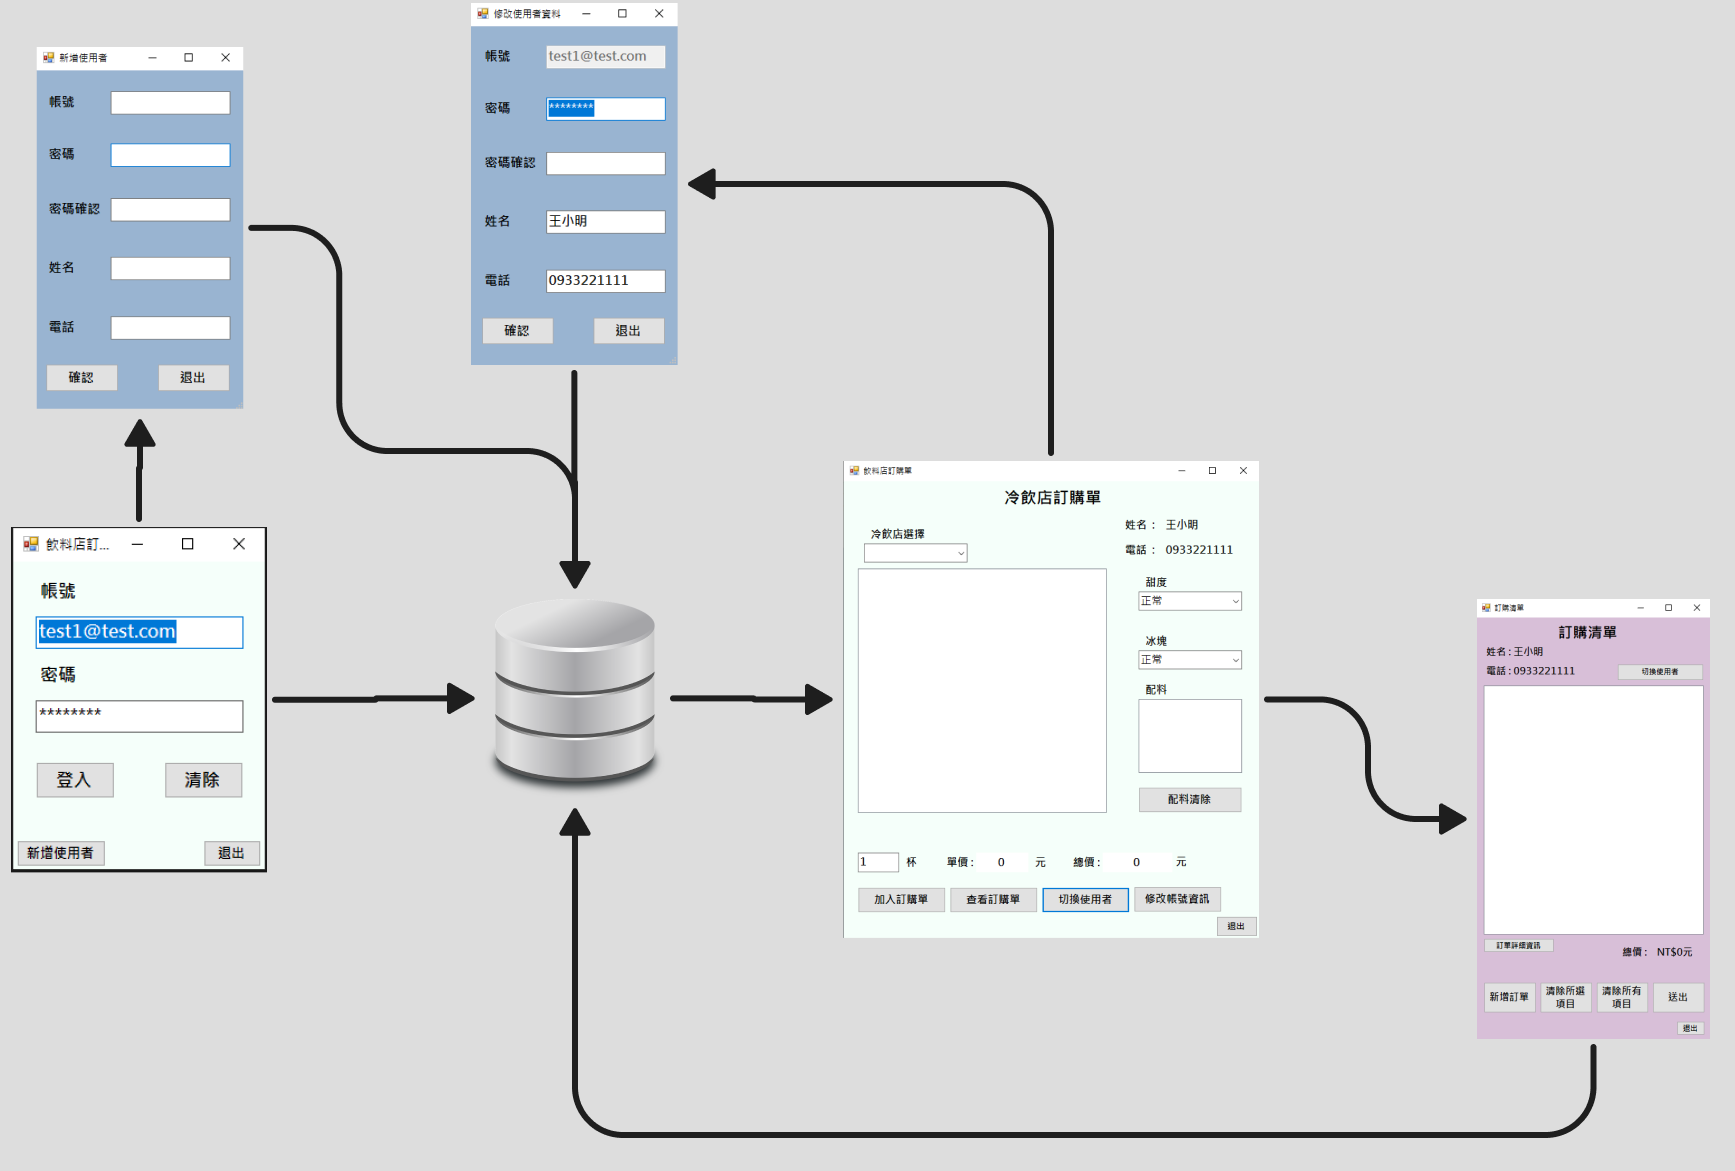 新增使用者
帳號
密碼
密碼確認
姓名
電話
確認
退出
修改使用者資料
帳號
test1@test.com
密碼
********
密碼確認
姓名
王小明
電話
0933221111
確認
退出
飲料店訂...
帳號
test1@test.com
密碼
********
登入
清除
新增使用者
退出
飲料店訂購單
冷飲店訂購單
姓名： 王小明
冷飲店選擇
電話： 0933221111
甜度
正常
冰塊
正常
配料
配料清除
1 杯 單價: 0 元 總價: 0 元
加入訂購單 查看訂購單 切換使用者 修改帳號資訊
退出
訂購清單
訂購清單
姓名:王小明
電話:0933221111
切換使用者
訂單詳細資訊
總價: NT$0元
新增訂單
清除所選
項目
清除所有
項目
送出
退出